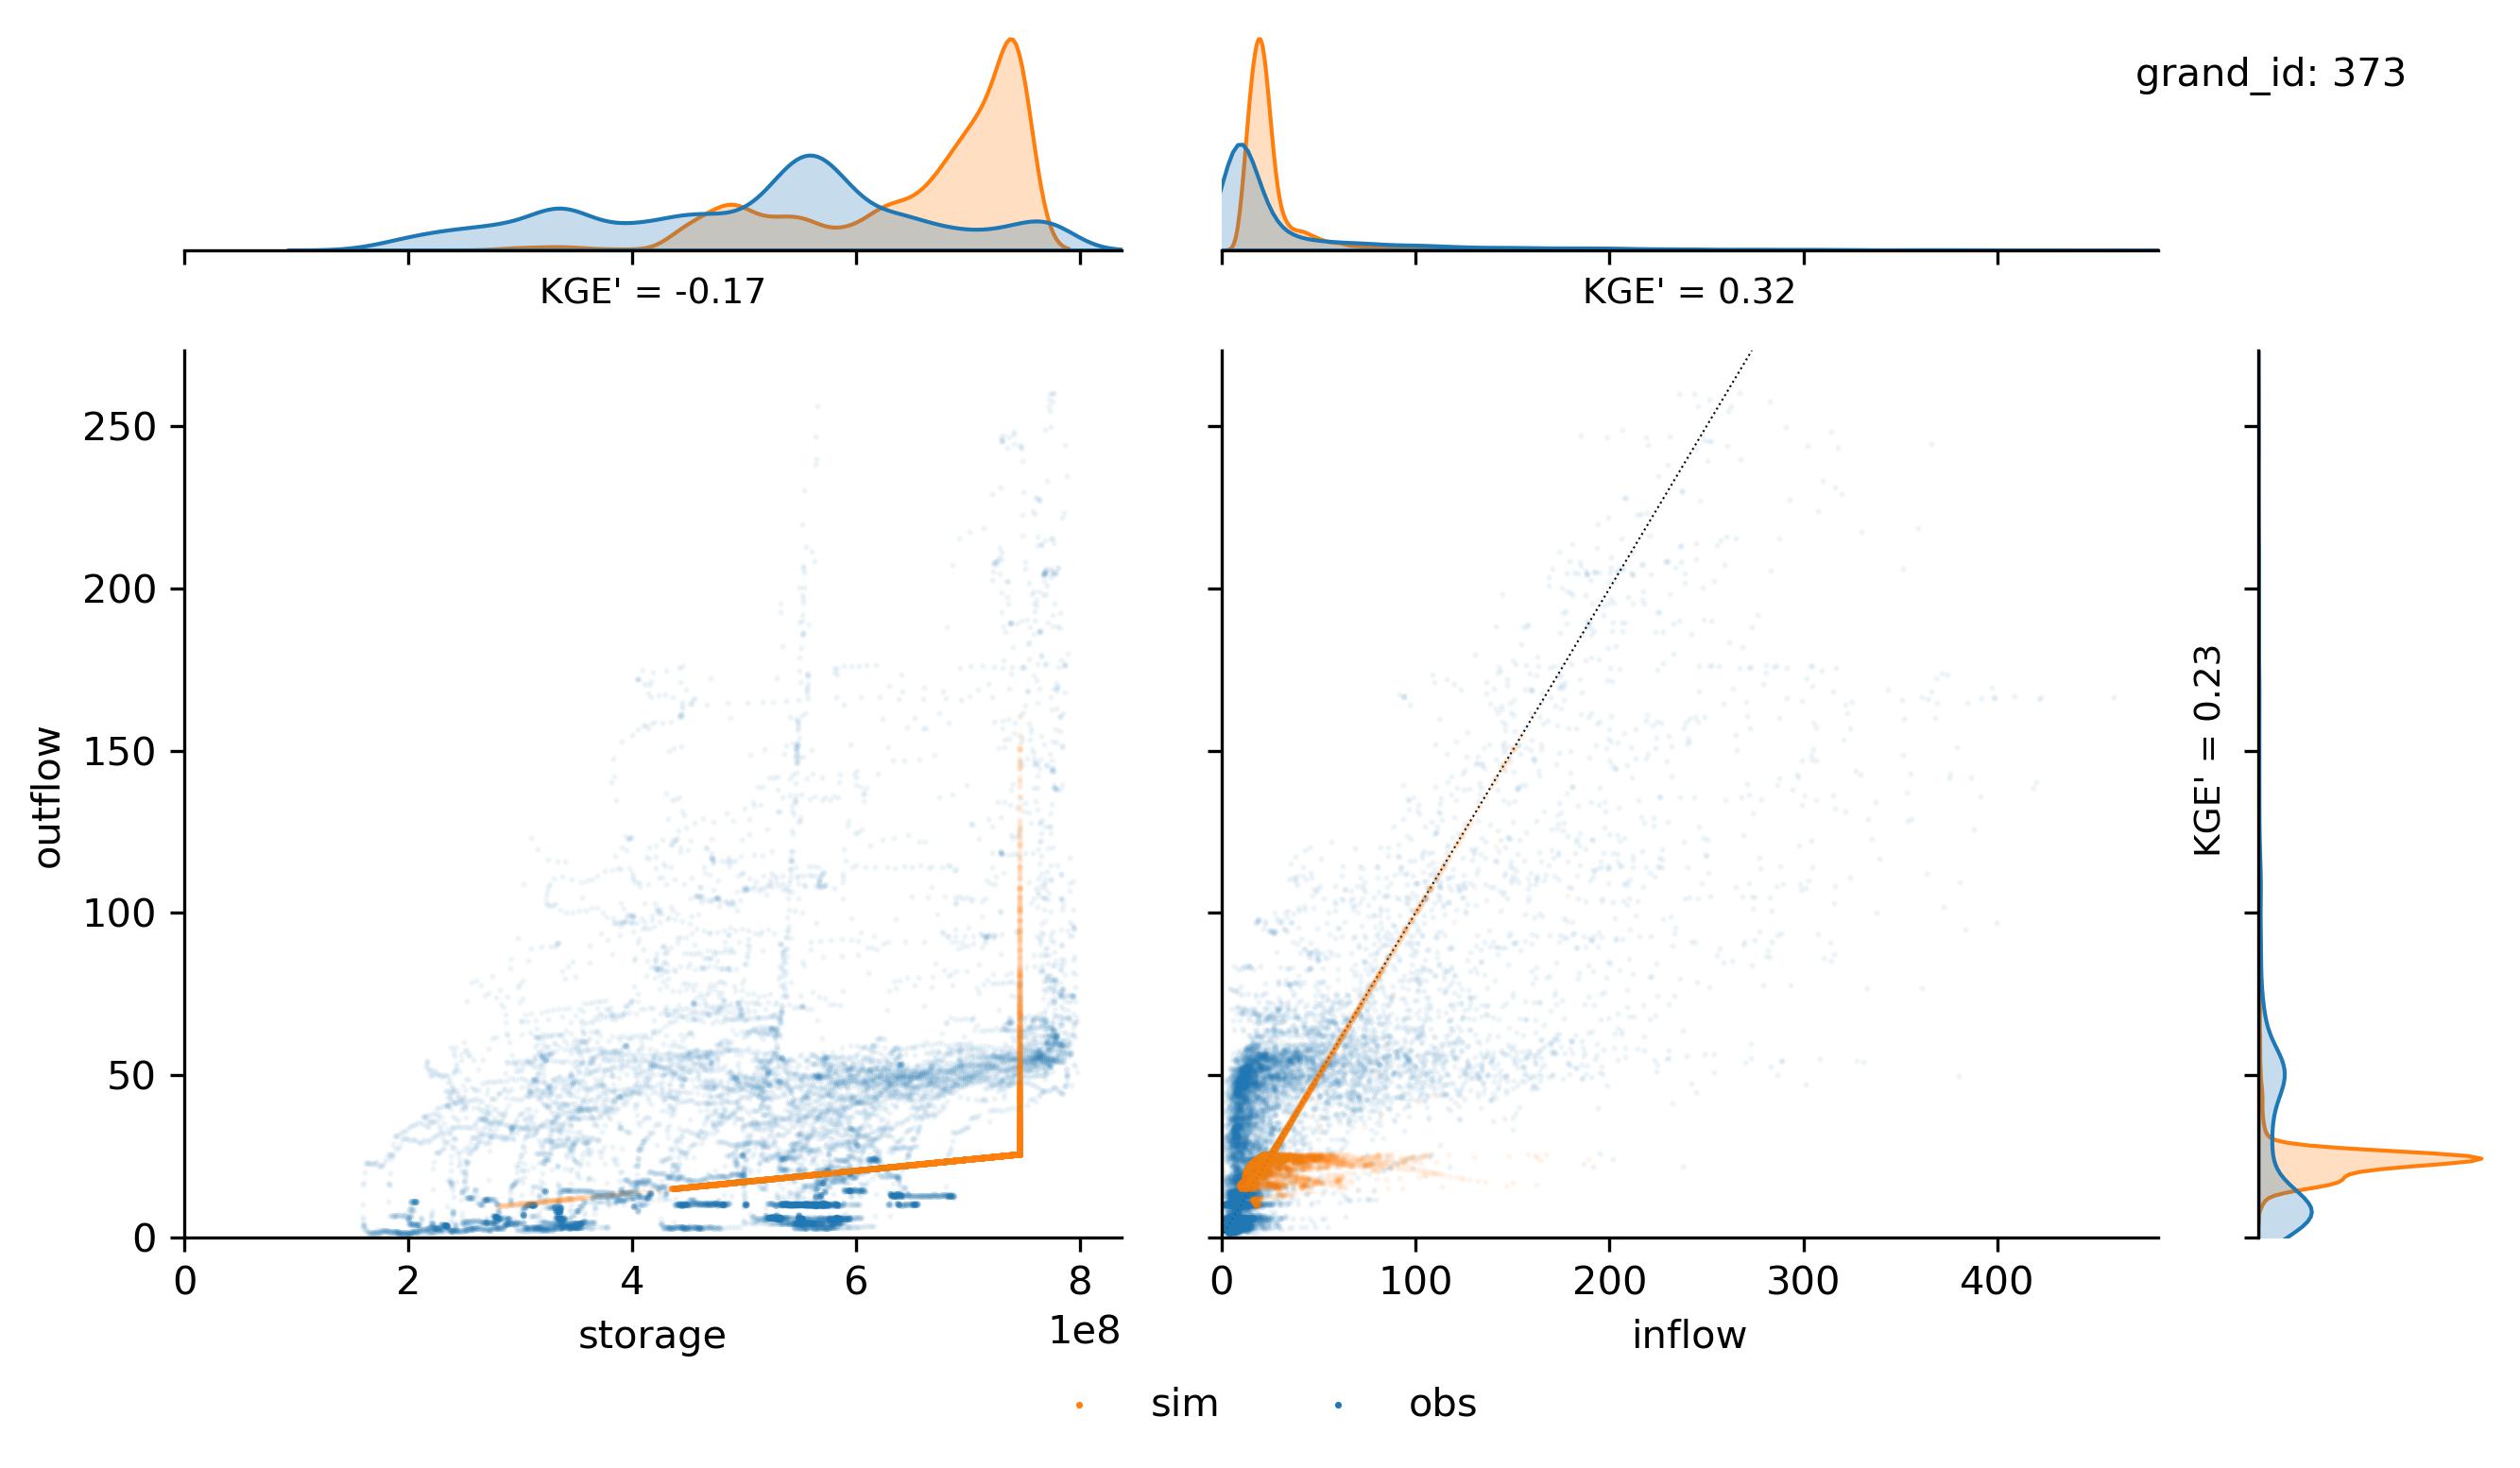 grand_id: 373
KGE' = -0.17
KGE' = 0.32
250
200
150
100
50
0
outflow
0 2 4 6 8
1e8
storage
0 100 200 300 400
inflow
KGE' = 0.23
sim obs